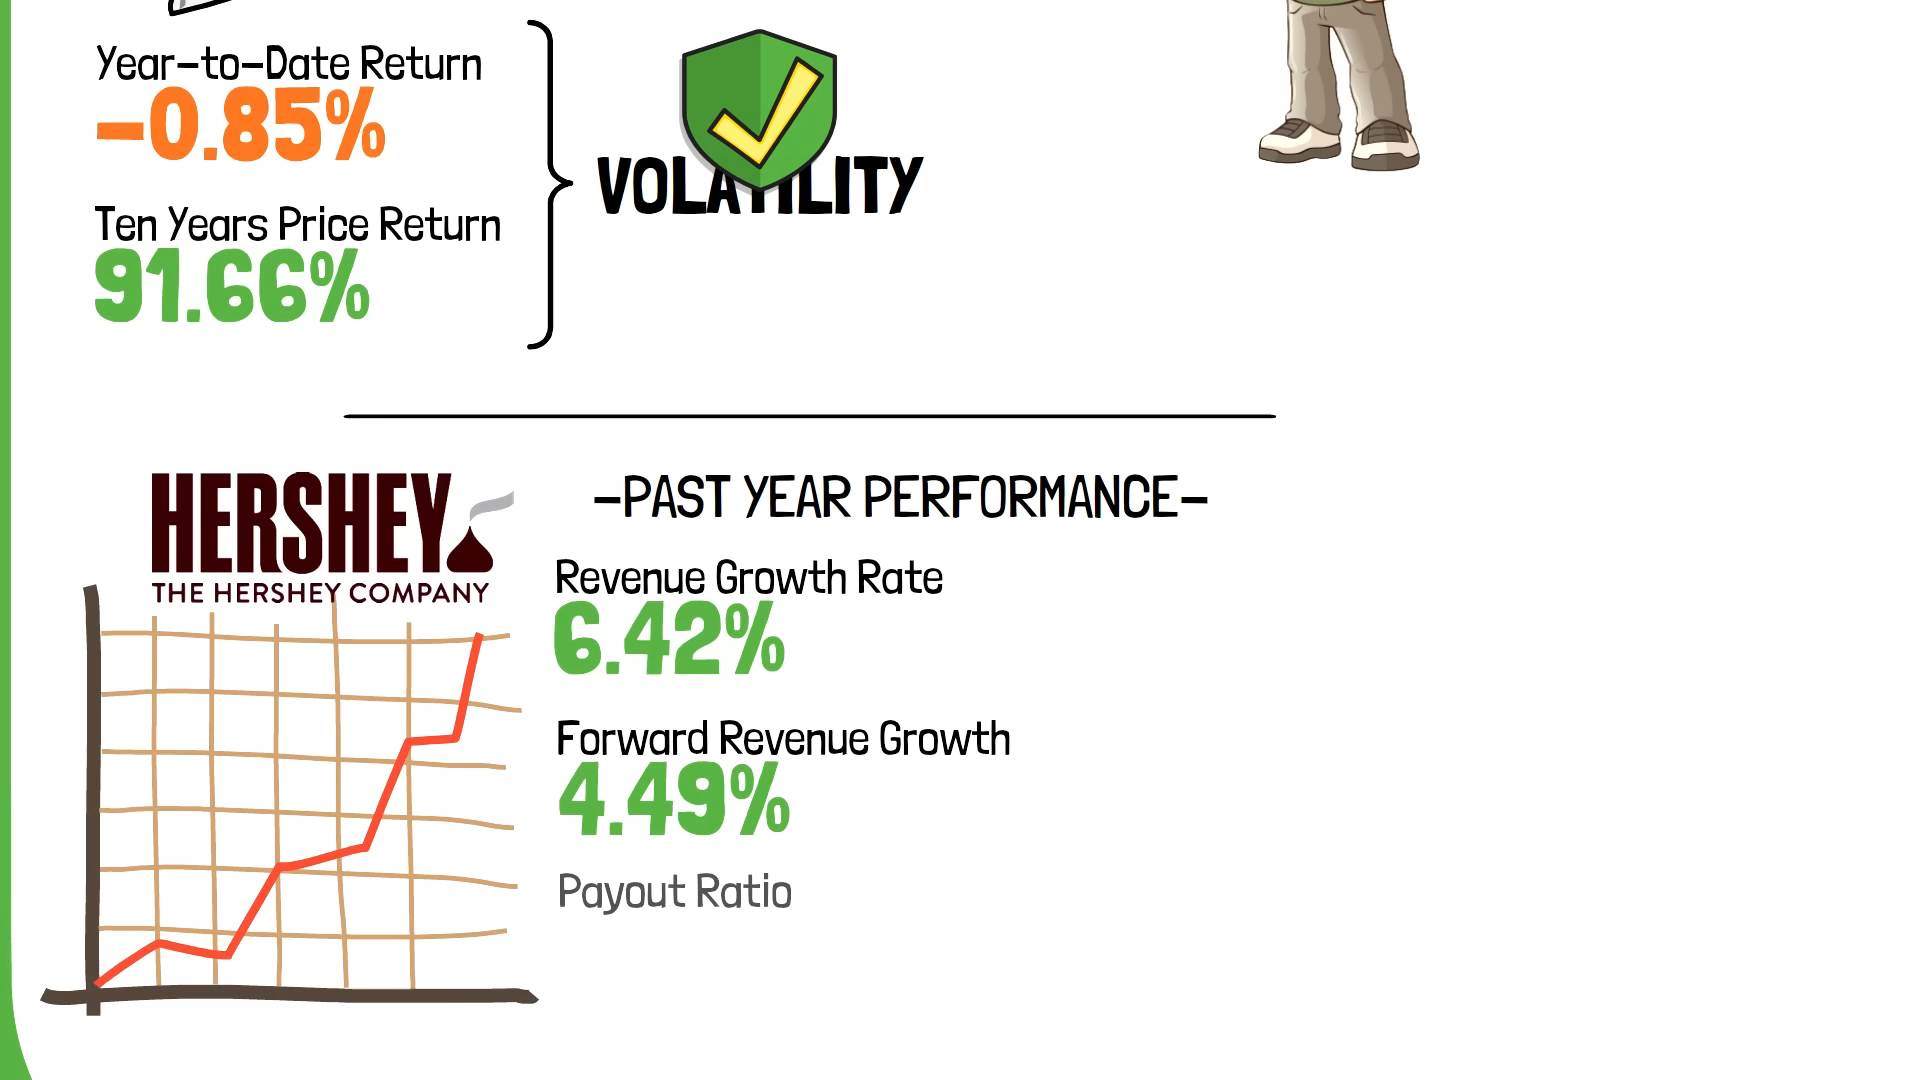 Year-to-Date Return
-0.85%
Ten Years Price Return
91.66%
VOLATILITY
HERSHEY
THE HERSHEY COMPANY
-PAST YEAR PERFORMANCE-
Revenue Growth Rate
6.42%
Forward Revenue Growth
4.49%
Payout Ratio